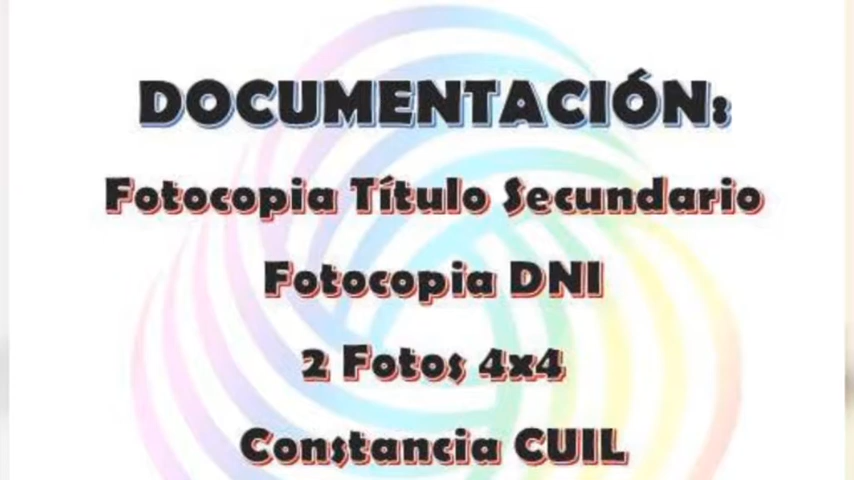 DOCUMENTACIÓN:
Fotocopia Título Secundario
Fotocopia DNI
2 Fotos 4x4
Constancia CUIL